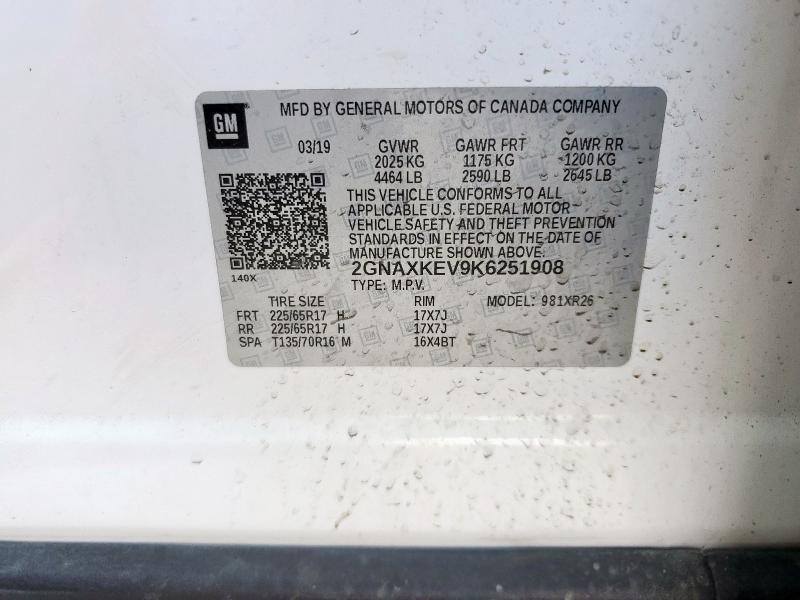 GM
MFD BY GENERAL MOTORS OF CANADA COMPANY
03/19 GVWR GAWR FRT GAWR RR
2025 KG 1175 KG 1200 KG
4464 LB 2590 LB 2645 LB
THIS VEHICLE CONFORMS TO ALL
APPLICABLE U.S. FEDERAL MOTOR
VEHICLE SAFETY AND THEFT PREVENTION
STANDARDS IN EFFECT ON THE DATE OF
MANUFACTURE SHOWN ABOVE.
2GNAXKEV9K6251908
140X
TYPE: M.P.V.
TIRE SIZE RIM MODEL: 981XR26
FRT 225/65R17 H 17X7J
RR 225/65R17 H 17X7J
SPA T135/70R16 M 16X4BT